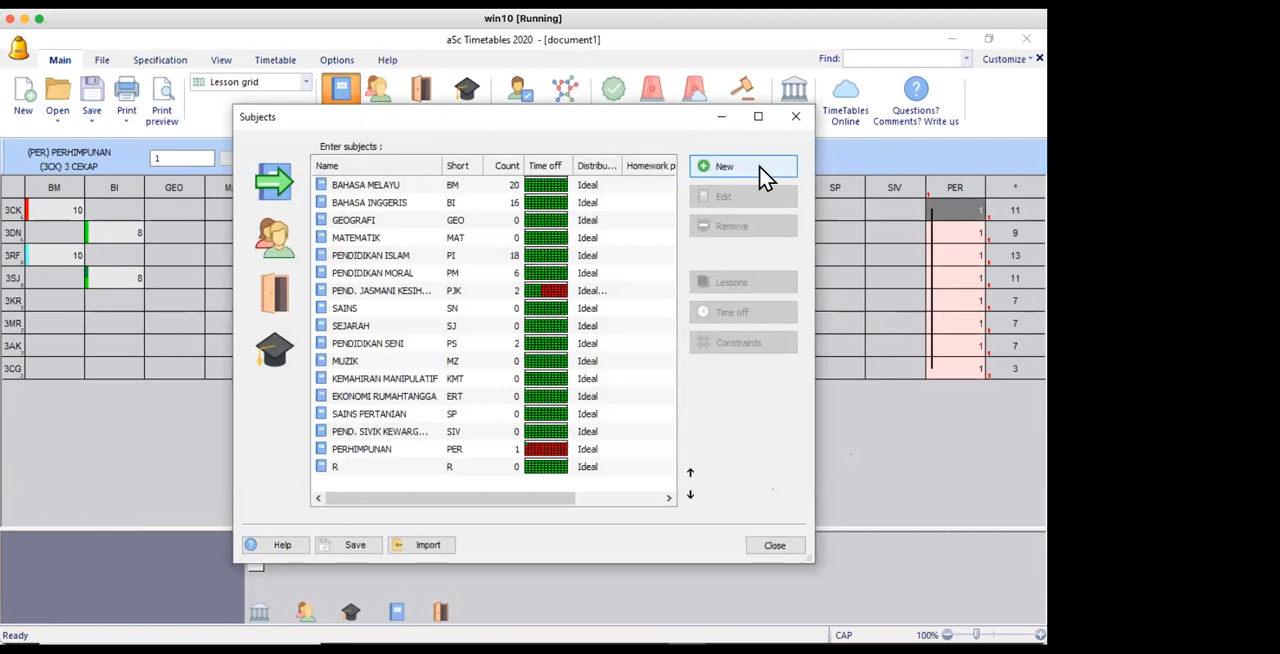 win10 [Running]
aSc Timetables 2020 - [document1]
Main File Specification View Timetable Options Help
Find:
Customize
Lesson grid
New Open Save Print Print preview
TimeTables Online
Questions? Comments? Write us
(PER) PERHIMPUNAN
(3CK) 3 CEKAP
1
BM BI GEO
SP SIV PER *
3CK 10 1 11
3DN 8 1 9
3RF 10 1 13
3SJ 8 1 11
3KR 1 7
3MR 1 7
3AK 1 7
3CG 1 3
Subjects
Enter subjects :
Name Short Count Time off Distribu... Homework p
BAHASA MELAYU BM 20 Ideal
BAHASA INGGERIS BI 16 Ideal
GEOGRAFI GEO 0 Ideal
MATEMATIK MAT 0 Ideal
PENDIDIKAN ISLAM PI 18 Ideal
PENDIDIKAN MORAL PM 6 Ideal
PEND. JASMANI KESIH... PJK 2 Ideal...
SAINS SN 0 Ideal
SEJARAH SJ 0 Ideal
PENDIDIKAN SENI PS 2 Ideal
MUZIK MZ 0 Ideal
KEMAHIRAN MANIPULATIF KMT 0 Ideal
EKONOMI RUMAHTANGGA ERT 0 Ideal
SAINS PERTANIAN SP 0 Ideal
PEND. SIVIK KEWARG... SIV 0 Ideal
PERHIMPUNAN PER 1 Ideal
R R 0 Ideal
New
Edit
Remove
Lessons
Time off
Constraints
Help Save Import Close
Ready CAP 100%